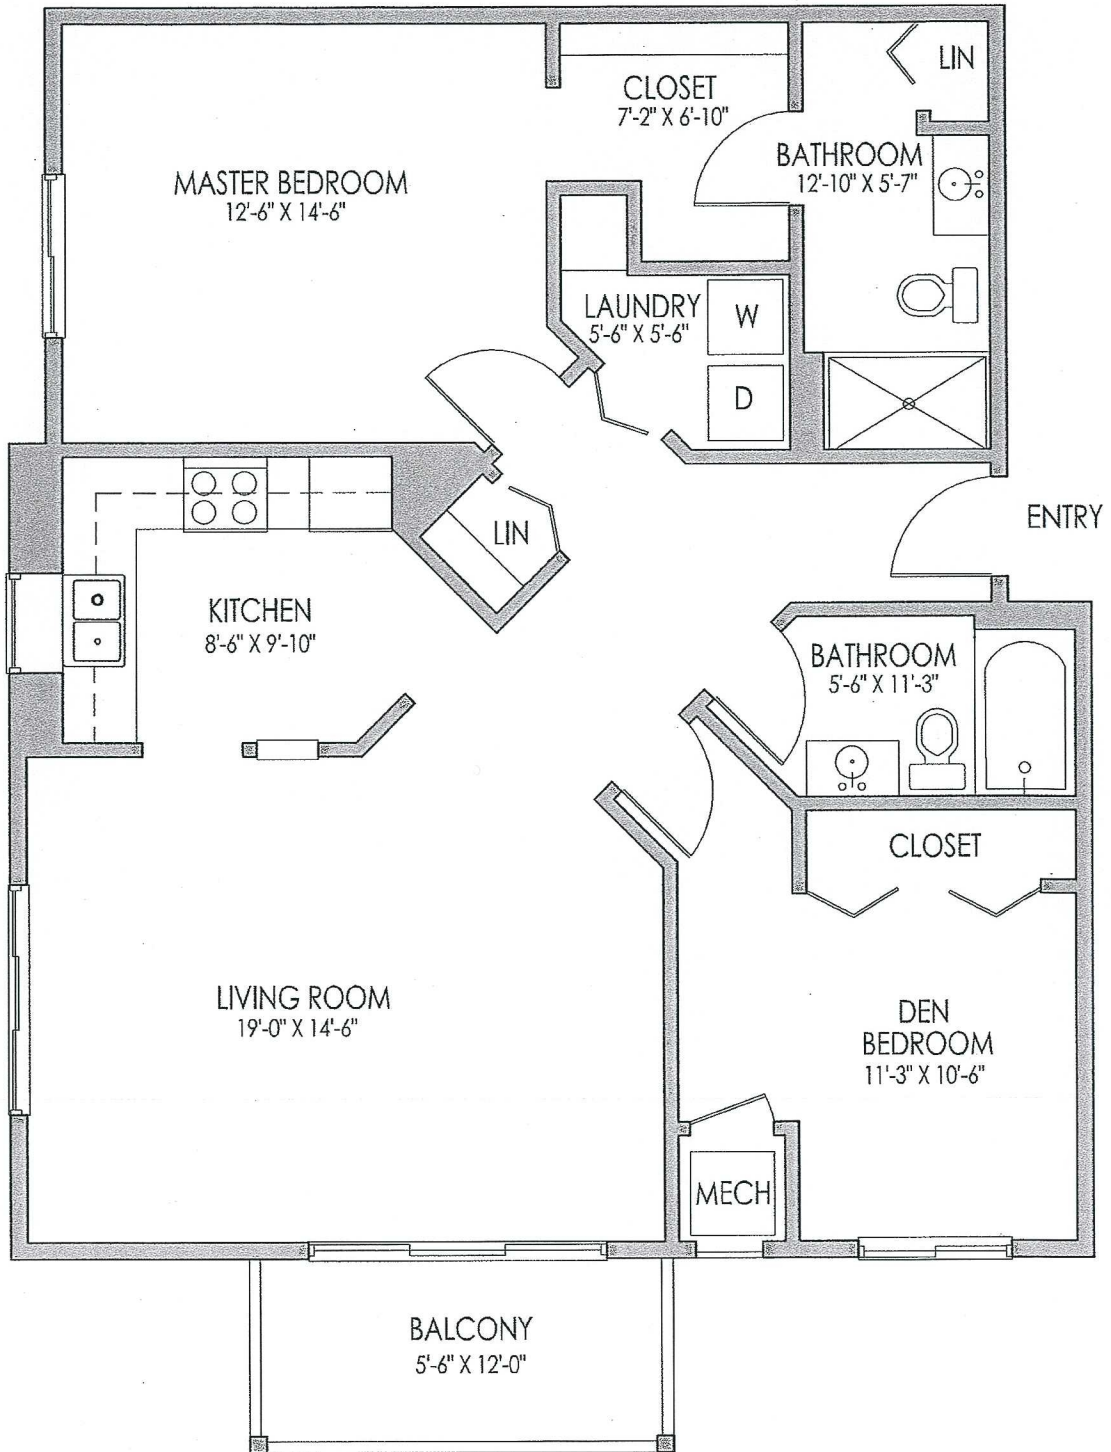 LIN
CLOSET
7'-2" X 6'-10"
BATHROOM
12'-10" X 5'-7"
MASTER BEDROOM
12'-6" X 14'-6"
LAUNDRY
5'-6" X 5'-6"
W
D
ENTRY
LIN
KITCHEN
8'-6" X 9'-10"
BATHROOM
5'-6" X 11'-3"
CLOSET
LIVING ROOM
19'-0" X 14'-6"
DEN
BEDROOM
11'-3" X 10'-6"
MECH
BALCONY
5'-6" X 12'-0"